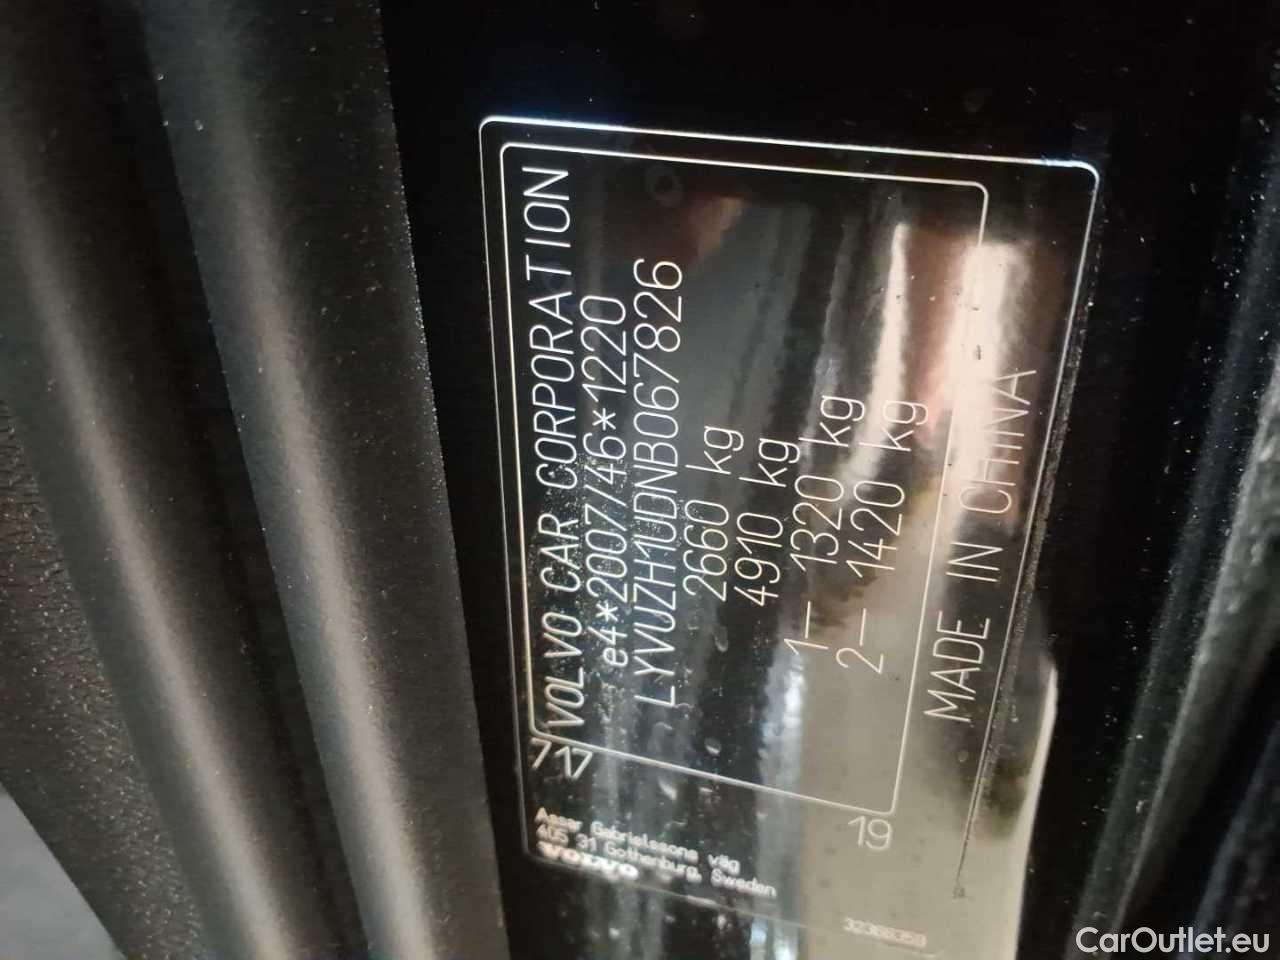 VOLVO CAR CORPORATION
e4*2007/46*1220
LYVUZH1UDNB067826
2660 kg
4910 kg
1— 1320 kg
2— 1420 kg
MADE IN CHINA
717
19
Assar Gabrielssons väg
405 31 Gothenburg, Sweden
VOLVO
CarOutlet.eu